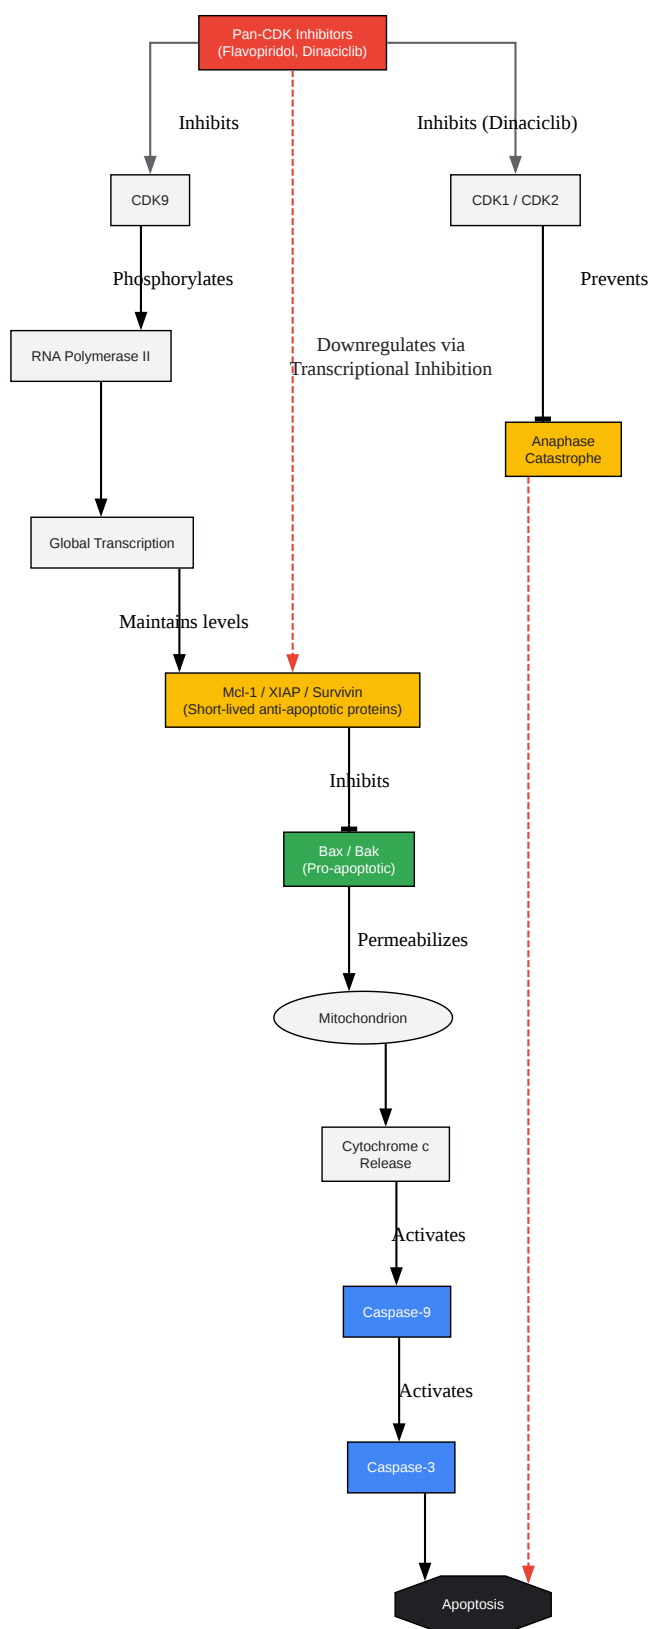 Pan-CDK Inhibitors
(Flavopiridol, Dinaciclib)
Inhibits
Inhibits (Dinaciclib)
CDK9
CDK1 / CDK2
Phosphorylates
Prevents
RNA Polymerase II
Downregulates via
Transcriptional Inhibition
Anaphase
Catastrophe
Global Transcription
Maintains levels
Mcl-1 / XIAP / Survivin
(Short-lived anti-apoptotic proteins)
Inhibits
Bax / Bak
(Pro-apoptotic)
Permeabilizes
Mitochondrion
Cytochrome c
Release
Activates
Caspase-9
Activates
Caspase-3
Apoptosis